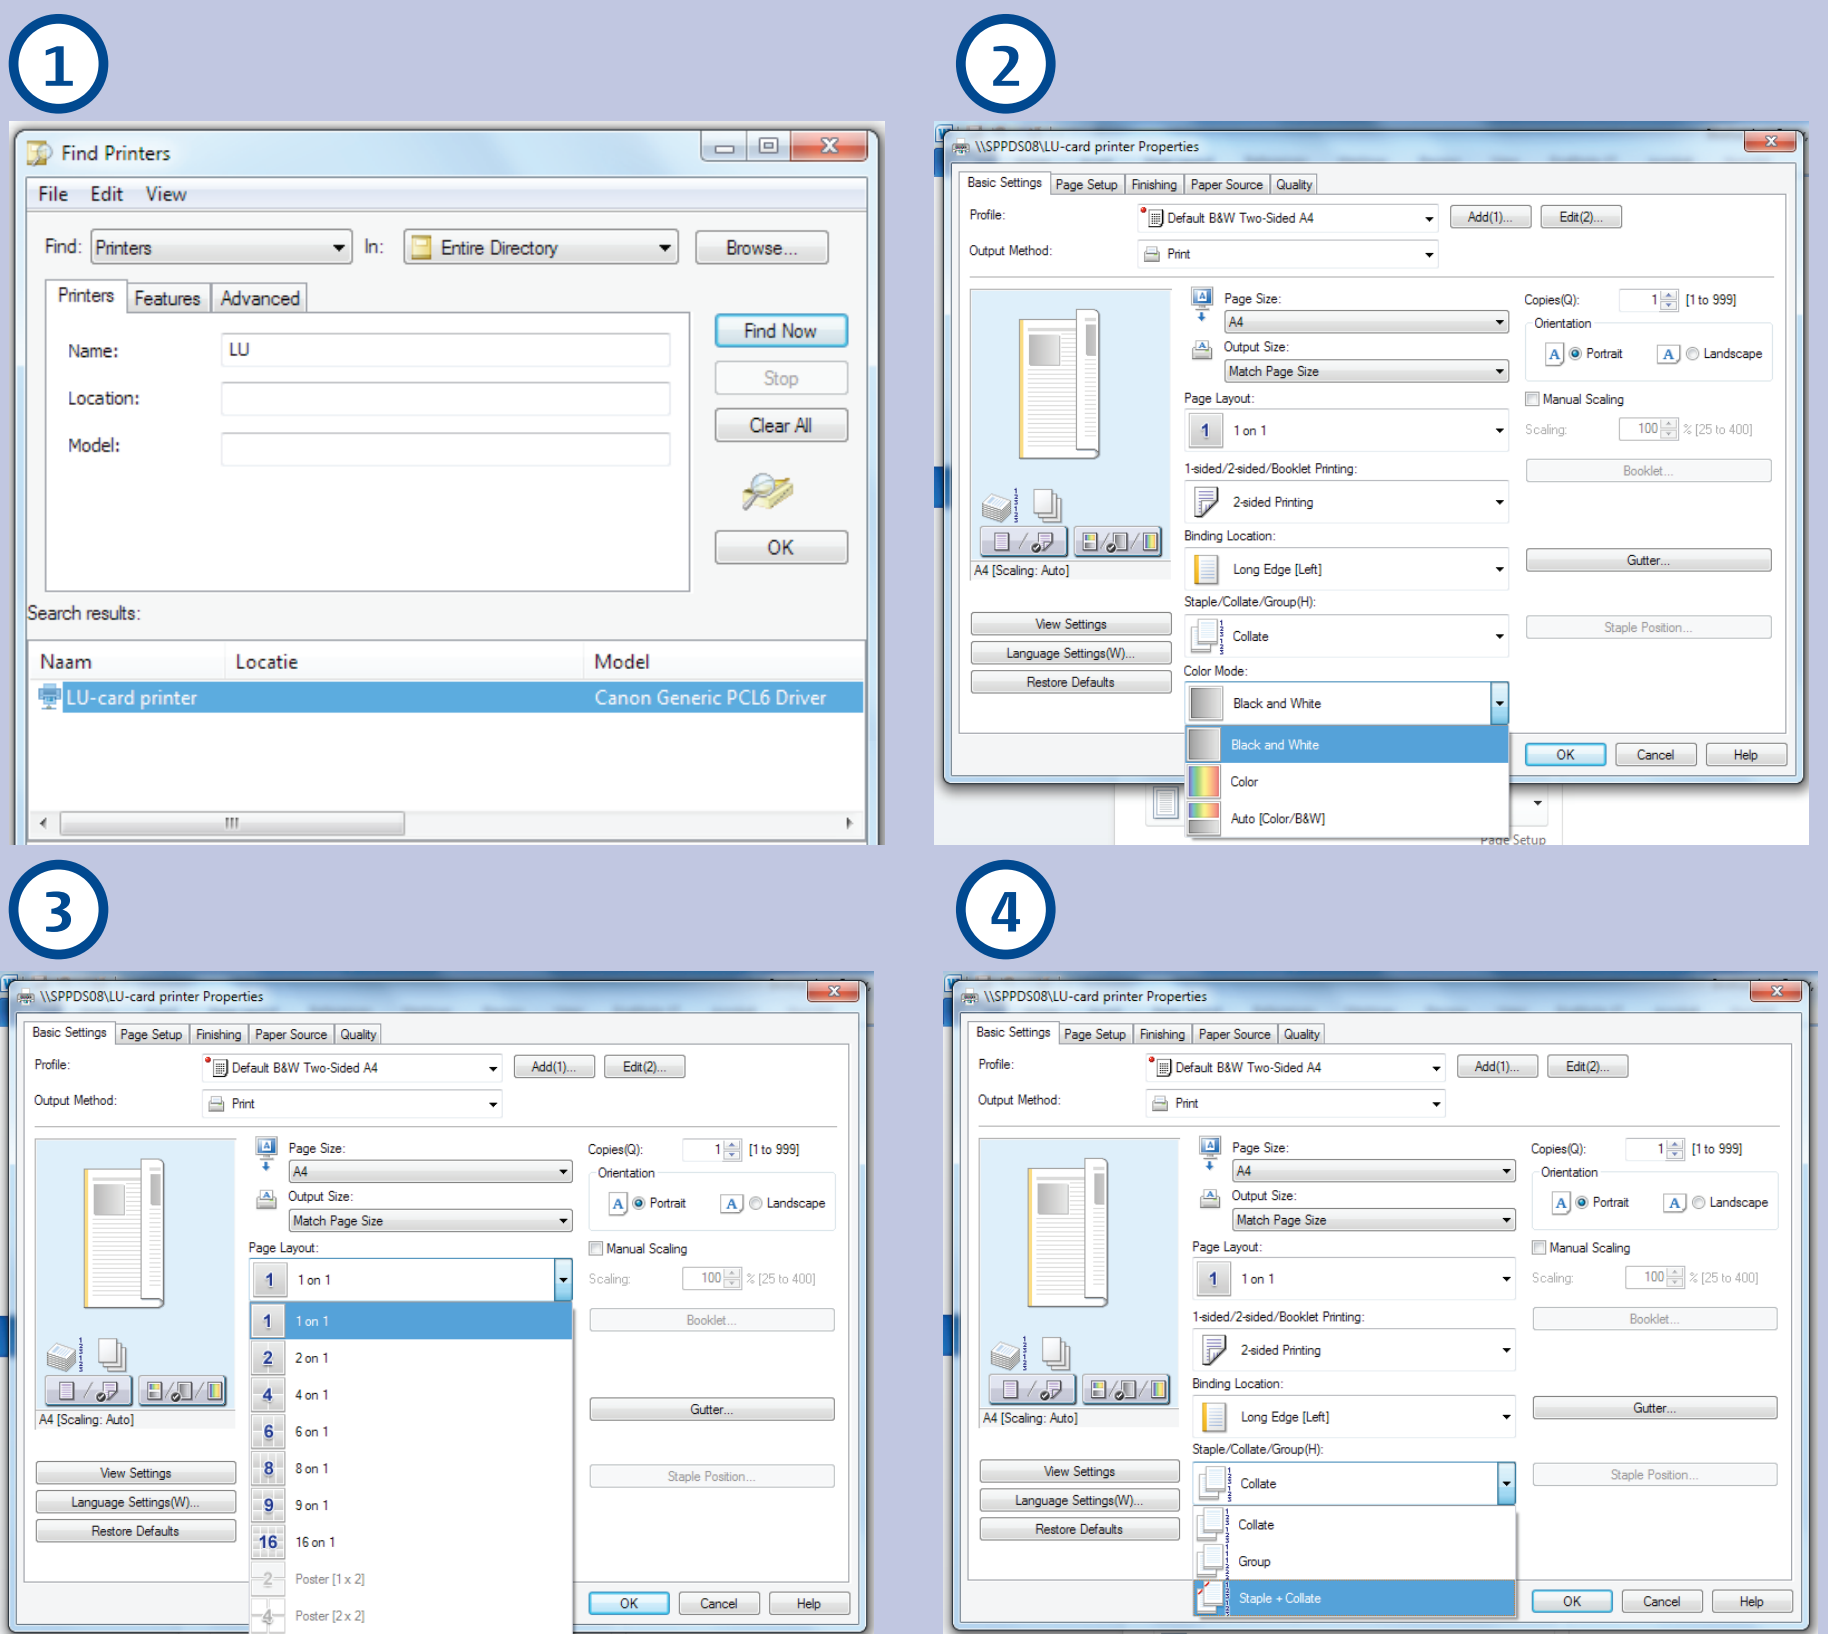 1
Find Printers
File Edit View
Find: Printers In: Entire Directory Browse...
Printers Features Advanced
Name: LU
Location:
Model:
Find Now
Stop
Clear All
OK
Search results:
Naam Locatie Model
LU-card printer Canon Generic PCL6 Driver
2
\\SPPDS08\LU-card printer Properties
Basic Settings Page Setup Finishing Paper Source Quality
Profile: Default B&W Two-Sided A4 Add(1)... Edit(2)...
Output Method: Print
A4 [Scaling: Auto]
View Settings
Language Settings(W)...
Restore Defaults
Page Size:
A4
Output Size:
Match Page Size
Page Layout:
1 1 on 1
1-sided/2-sided/Booklet Printing:
2-sided Printing
Binding Location:
Long Edge [Left]
Staple/Collate/Group(H):
Collate
Color Mode:
Black and White
Black and White
Color
Auto [Color/B&W]
Copies(Q): 1 [1 to 999]
Orientation
A Portrait A Landscape
Manual Scaling
Scaling: 100 % [25 to 400]
Booklet...
Gutter...
Staple Position...
OK Cancel Help
Page Setup
3
\\SPPDS08\LU-card printer Properties
Basic Settings Page Setup Finishing Paper Source Quality
Profile: Default B&W Two-Sided A4 Add(1)... Edit(2)...
Output Method: Print
A4 [Scaling: Auto]
View Settings
Language Settings(W)...
Restore Defaults
Page Size:
A4
Output Size:
Match Page Size
Page Layout:
1 1 on 1
1 1 on 1
2 2 on 1
4 4 on 1
6 6 on 1
8 8 on 1
9 9 on 1
16 16 on 1
2 Poster [1 x 2]
4 Poster [2 x 2]
Copies(Q): 1 [1 to 999]
Orientation
A Portrait A Landscape
Manual Scaling
Scaling: 100 % [25 to 400]
Booklet...
Gutter...
Staple Position...
OK Cancel Help
4
\\SPPDS08\LU-card printer Properties
Basic Settings Page Setup Finishing Paper Source Quality
Profile: Default B&W Two-Sided A4 Add(1)... Edit(2)...
Output Method: Print
A4 [Scaling: Auto]
View Settings
Language Settings(W)...
Restore Defaults
Page Size:
A4
Output Size:
Match Page Size
Page Layout:
1 1 on 1
1-sided/2-sided/Booklet Printing:
2-sided Printing
Binding Location:
Long Edge [Left]
Staple/Collate/Group(H):
Collate
Collate
Group
Staple + Collate
Copies(Q): 1 [1 to 999]
Orientation
A Portrait A Landscape
Manual Scaling
Scaling: 100 % [25 to 400]
Booklet...
Gutter...
Staple Position...
OK Cancel Help